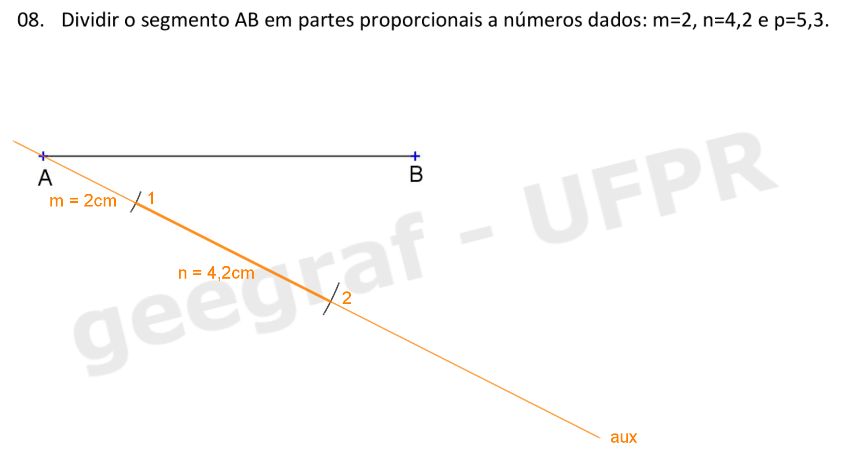 08. Dividir o segmento AB em partes proporcionais a números dados: m=2, n=4,2 e p=5,3.
A
B
m = 2cm
1
n = 4,2cm
2
aux
geegraf - UFPR